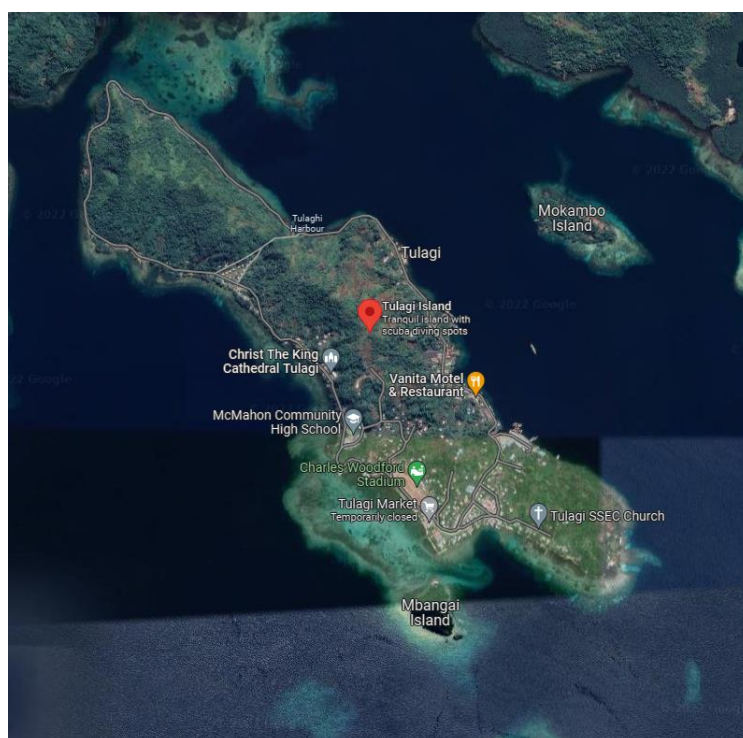 Mokambo
Island
Tulaghi
Harbour
Tulagi
© 2022 Google
Tulagi Island
Tranquil island with
scuba diving spots
Christ The King
Cathedral Tulagi
Vanita Motel
& Restaurant
McMahon Community
High School
Charles Woodford
Stadium
Tulagi Market
Temporarily closed
Tulagi SSEC Church
Mbangai
Island